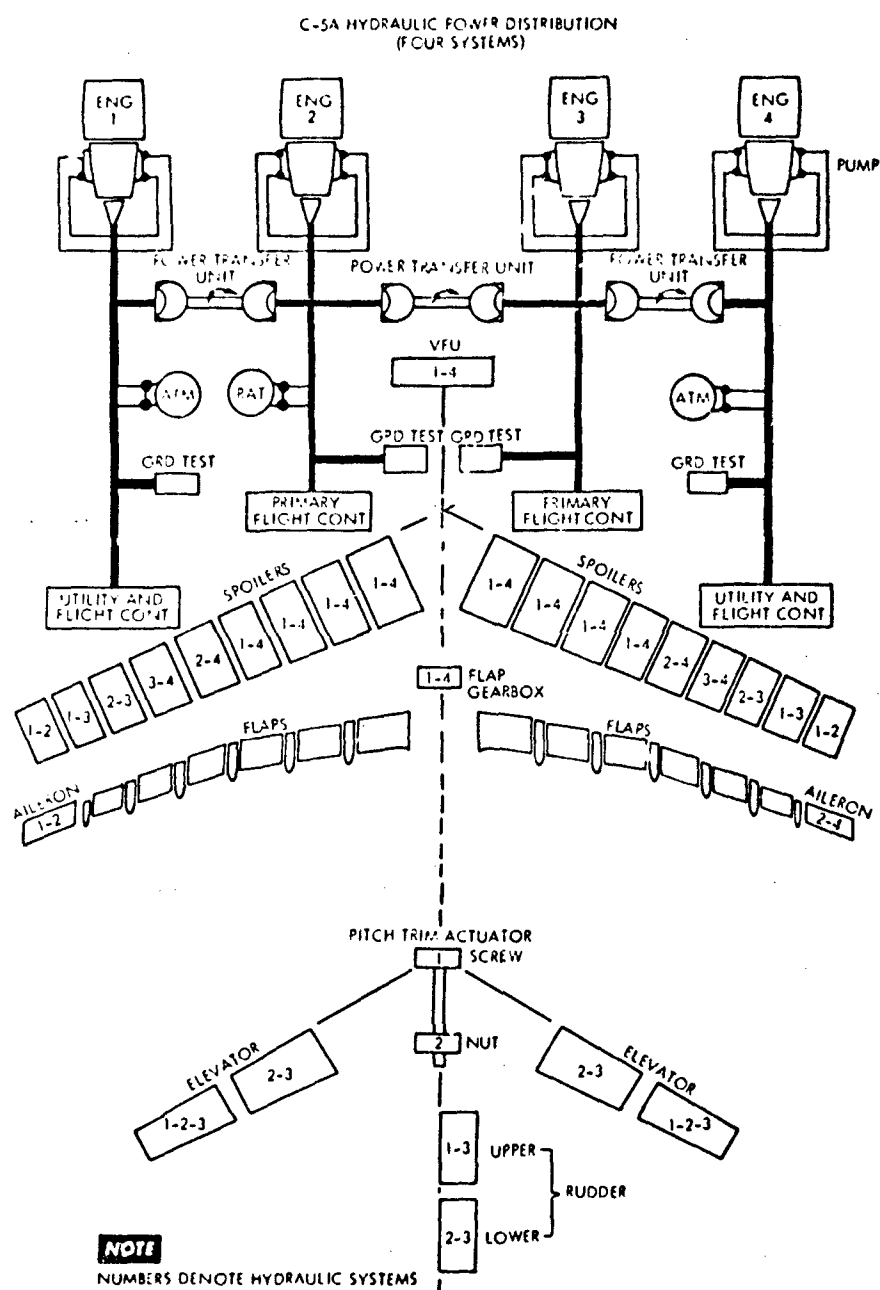 C-5A HYDRAULIC POWER DISTRIBUTION
(FOUR SYSTEMS)
ENG
1
ENG
2
ENG
3
ENG
4
PUMP
POWER TRANSFER
UNIT
POWER TRANSFER UNIT
POWER TRANSFER
UNIT
VFU
1-4
ATM
RAT
ATM
GRD TEST
GRD TEST
GRD TEST
GRD TEST
PRIMARY
FLIGHT CONT
PRIMARY
FLIGHT CONT
UTILITY AND
FLIGHT CONT
UTILITY AND
FLIGHT CONT
SPOILERS
1-2
1-3
2-3
3-4
2-4
1-4
1-4
1-4
1-4
SPOILERS
1-4
1-4
1-4
1-4
2-4
3-4
2-3
1-3
1-2
1-4
FLAP
GEARBOX
FLAPS
FLAPS
AILERON
1-2
AILERON
2-4
PITCH TRIM ACTUATOR
1
SCREW
2
NUT
ELEVATOR
1-2-3
2-3
ELEVATOR
2-3
1-2-3
1-3
UPPER
RUDDER
2-3
LOWER
NOTE
NUMBERS DENOTE HYDRAULIC SYSTEMS